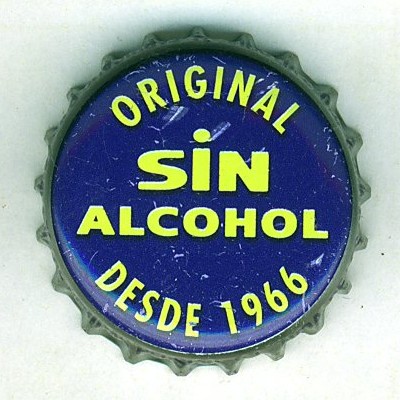 ORIGINAL
SiN
ALCOHOL
DESDE 1966